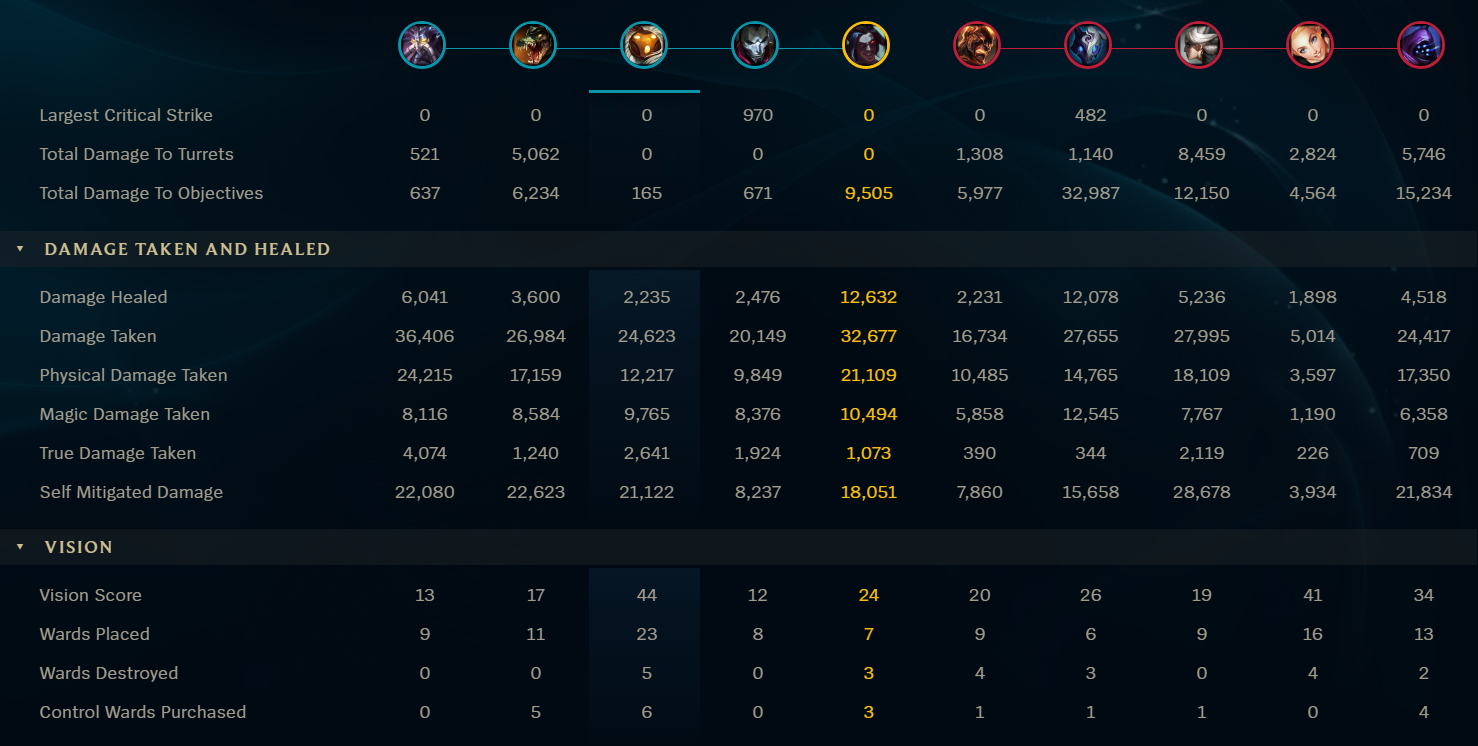 Largest Critical Strike 0 0 0 970 0 0 482 0 0 0
Total Damage To Turrets 521 5,062 0 0 0 1,308 1,140 8,459 2,824 5,746
Total Damage To Objectives 637 6,234 165 671 9,505 5,977 32,987 12,150 4,564 15,234
DAMAGE TAKEN AND HEALED
Damage Healed 6,041 3,600 2,235 2,476 12,632 2,231 12,078 5,236 1,898 4,518
Damage Taken 36,406 26,984 24,623 20,149 32,677 16,734 27,655 27,995 5,014 24,417
Physical Damage Taken 24,215 17,159 12,217 9,849 21,109 10,485 14,765 18,109 3,597 17,350
Magic Damage Taken 8,116 8,584 9,765 8,376 10,494 5,858 12,545 7,767 1,190 6,358
True Damage Taken 4,074 1,240 2,641 1,924 1,073 390 344 2,119 226 709
Self Mitigated Damage 22,080 22,623 21,122 8,237 18,051 7,860 15,658 28,678 3,934 21,834
VISION
Vision Score 13 17 44 12 24 20 26 19 41 34
Wards Placed 9 11 23 8 7 9 6 9 16 13
Wards Destroyed 0 0 5 0 3 4 3 0 4 2
Control Wards Purchased 0 5 6 0 3 1 1 1 0 4